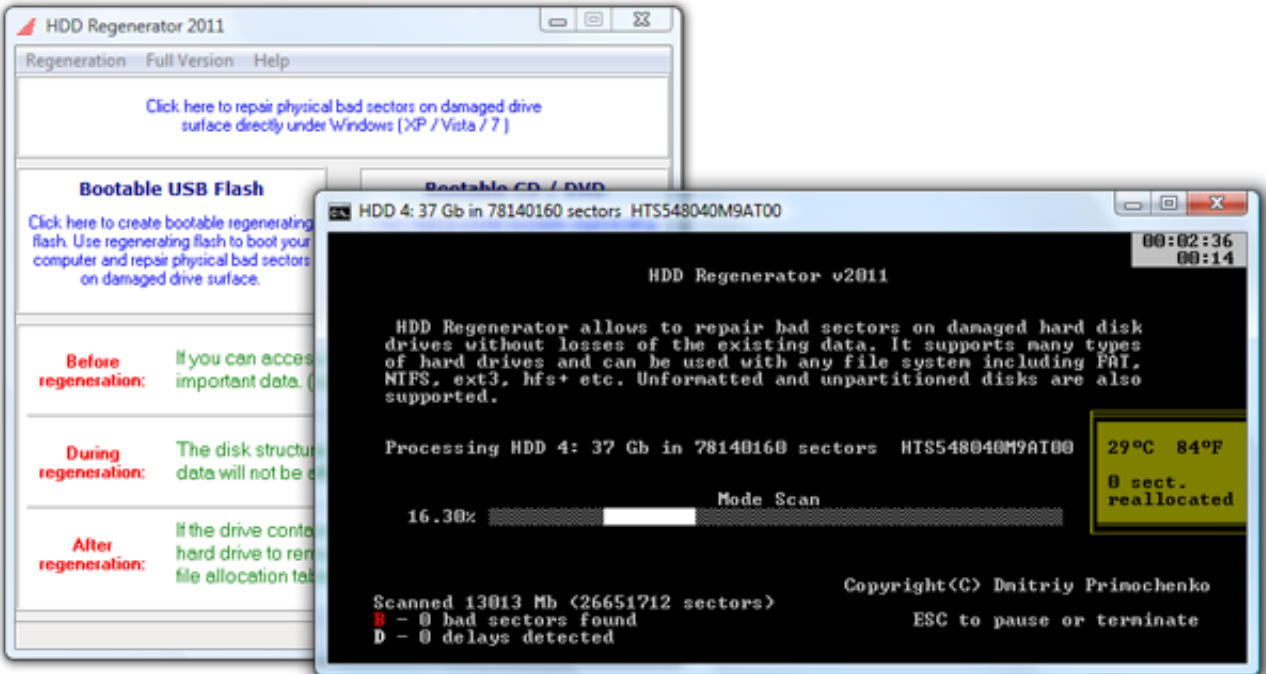 HDD Regenerator 2011
Regeneration Full Version Help
Click here to repair physical bad sectors on damaged drive
surface directly under Windows ( XP / Vista / 7 )
Bootable USB Flash
Click here to create bootable regenerating
flash. Use regenerating flash to boot your
computer and repair physical bad sectors
on damaged drive surface.
Bootable CD / DVD
Before
regeneration:
If you can acces
important data. (
During
regeneration:
The disk structu
data will not be
After
regeneration:
If the drive conta
hard drive to rem
file allocation tab
HDD 4: 37 Gb in 78140160 sectors HTS548040M9AT00
00:02:36
00:14
HDD Regenerator v2011
HDD Regenerator allows to repair bad sectors on damaged hard disk
drives without losses of the existing data. It supports many types
of hard drives and can be used with any file system including FAT,
NTFS, ext3, hfs+ etc. Unformatted and unpartitioned disks are also
supported.
Processing HDD 4: 37 Gb in 78140160 sectors HTS548040M9AT00
29ºC 84ºF
0 sect.
reallocated
Mode Scan
16.30%
Copyright(C) Dmitriy Primochenko
Scanned 13013 Mb (26651712 sectors)
B - 0 bad sectors found
ESC to pause or terminate
D - 0 delays detected